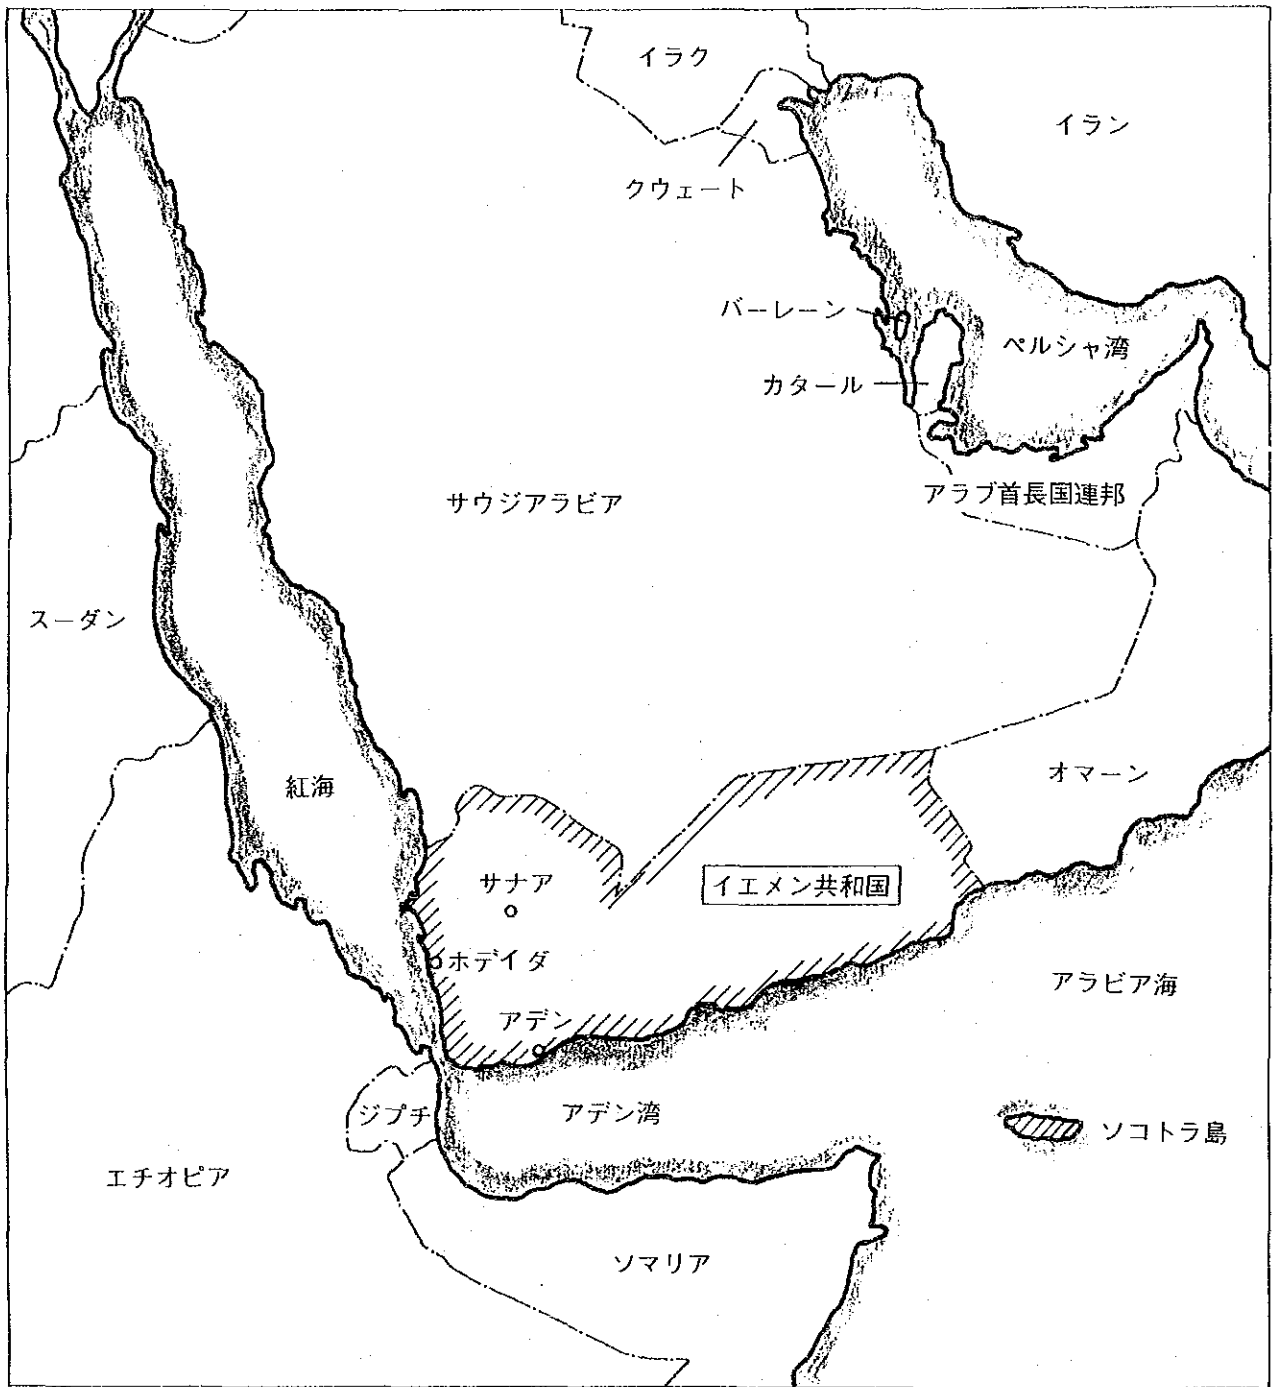 イラク
イラン
クウェート
バーレーン
ペルシャ湾
カタール
アラブ首長国連邦
サウジアラビア
スーダン
紅海
オマーン
サナア
イエメン共和国
ホデイダ
アラビア海
アデン
ジプチ
アデン湾
ソコトラ島
エチオピア
ソマリア